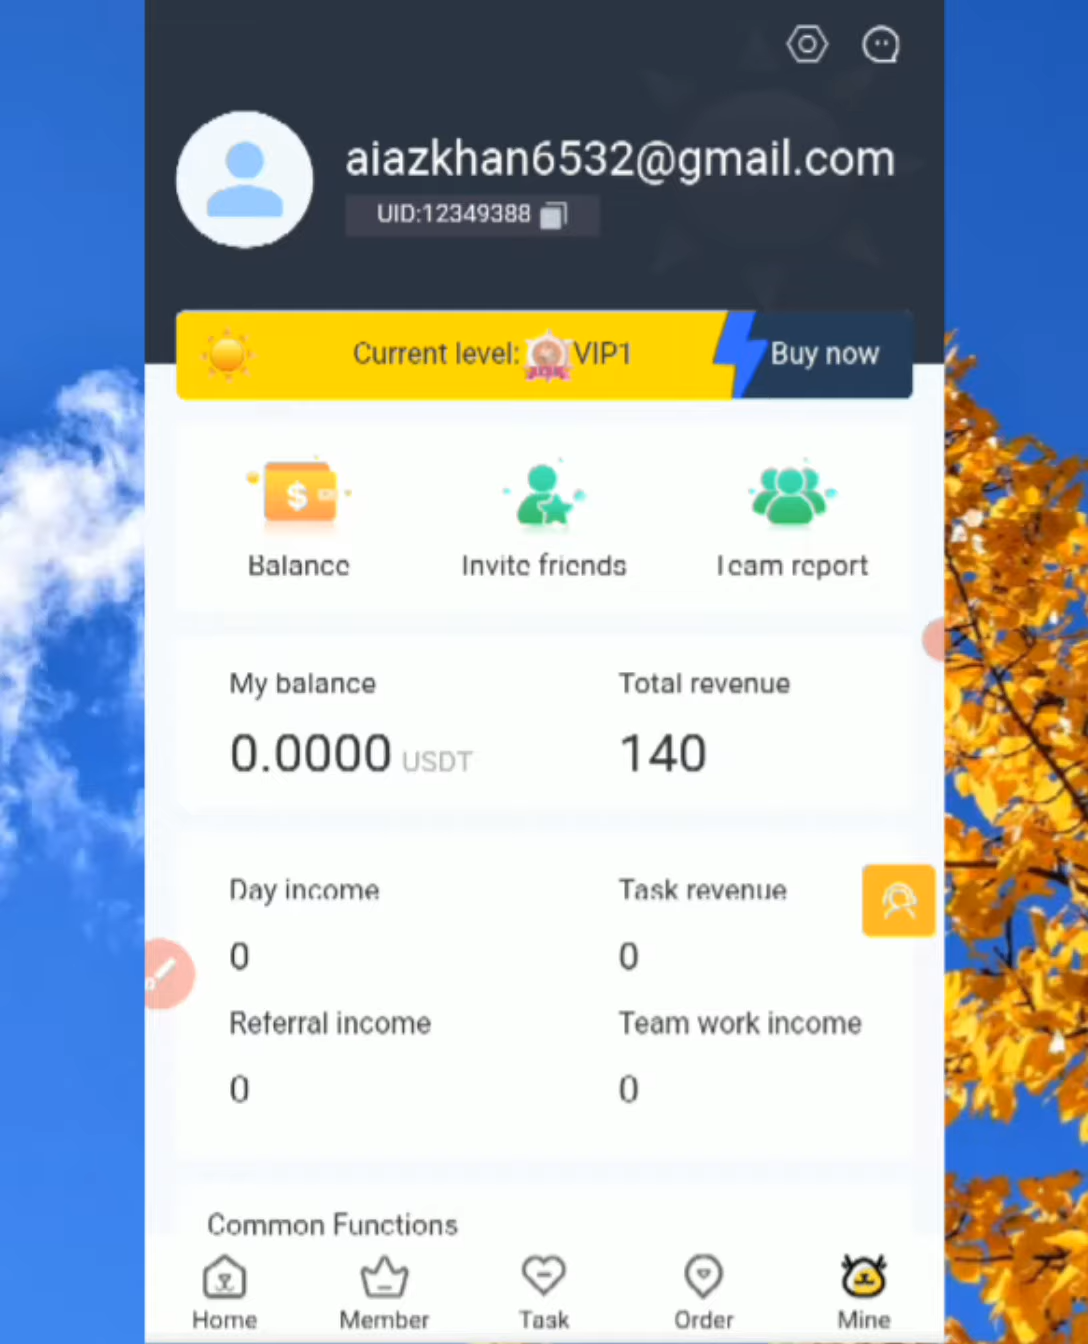 aiazkhan6532@gmail.com
UID:12349388
Current level: VIP1
Buy now
Balance
Invite friends
Team report
My balance
Total revenue
0.0000 USDT
140
Day income
Task revenue
0
0
Referral income
Team work income
0
0
Common Functions
Home
Member
Task
Order
Mine